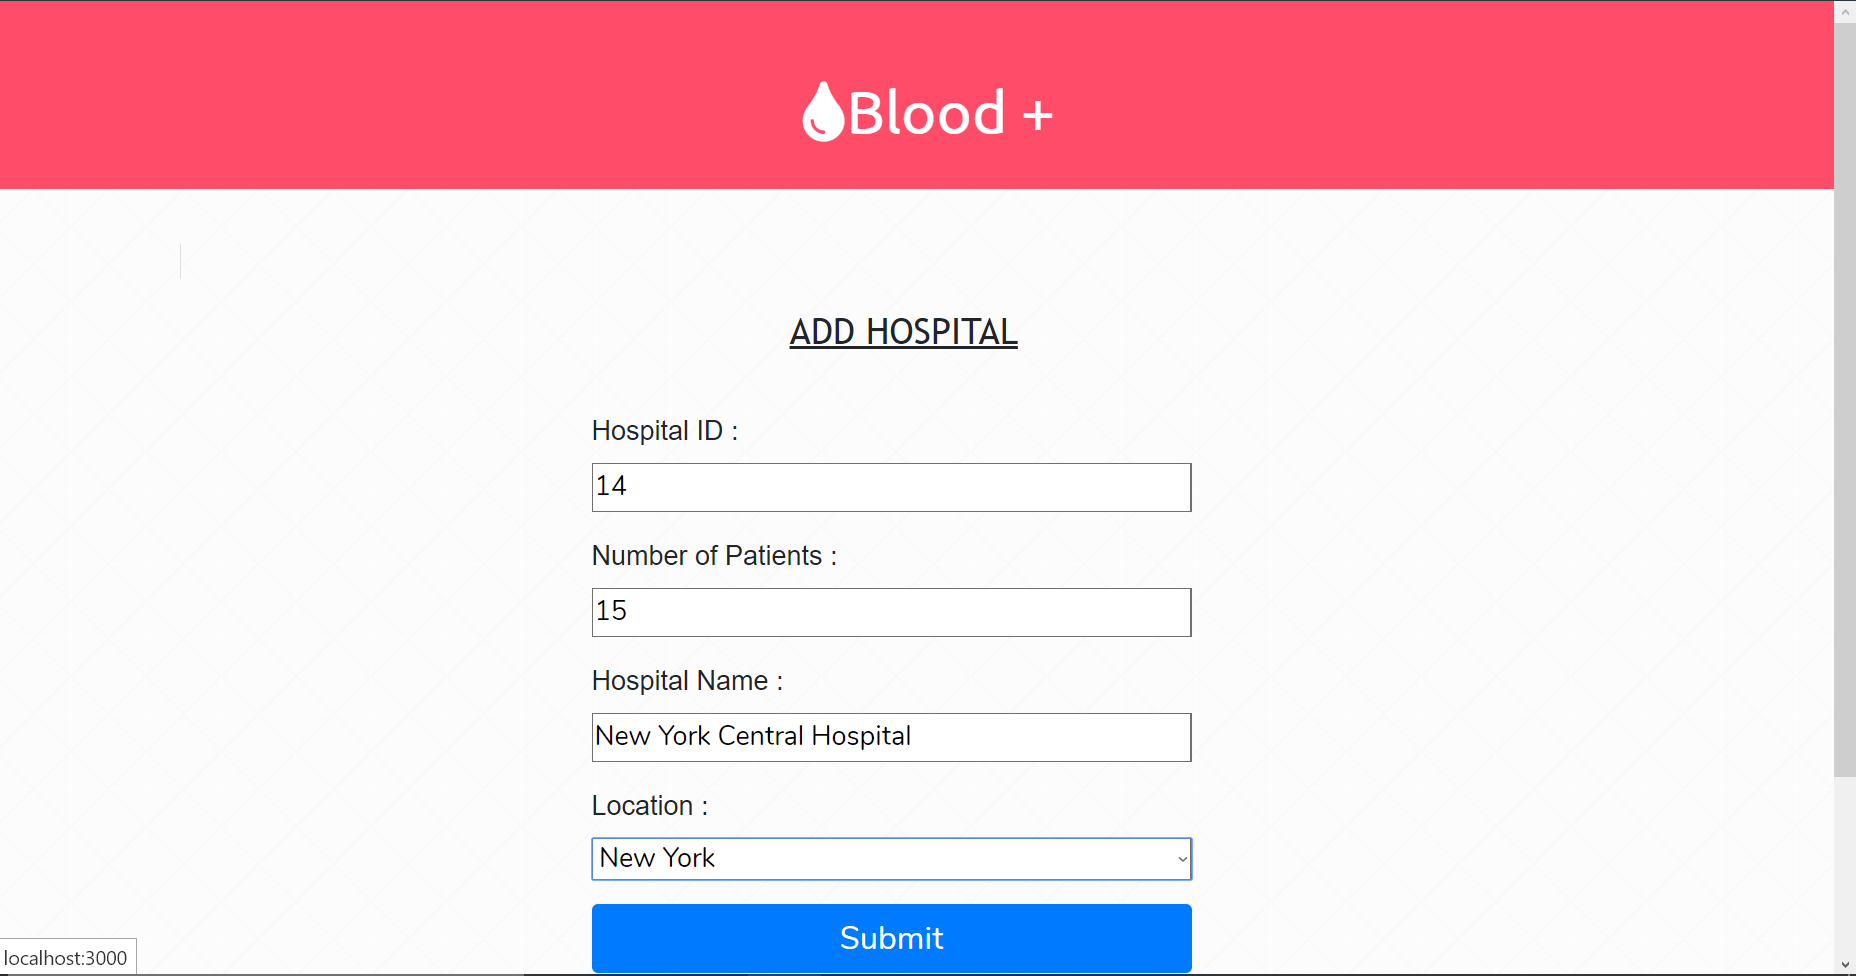 Blood +
ADD HOSPITAL
Hospital ID :
14
Number of Patients :
15
Hospital Name :
New York Central Hospital
Location :
New York
Submit
localhost:3000